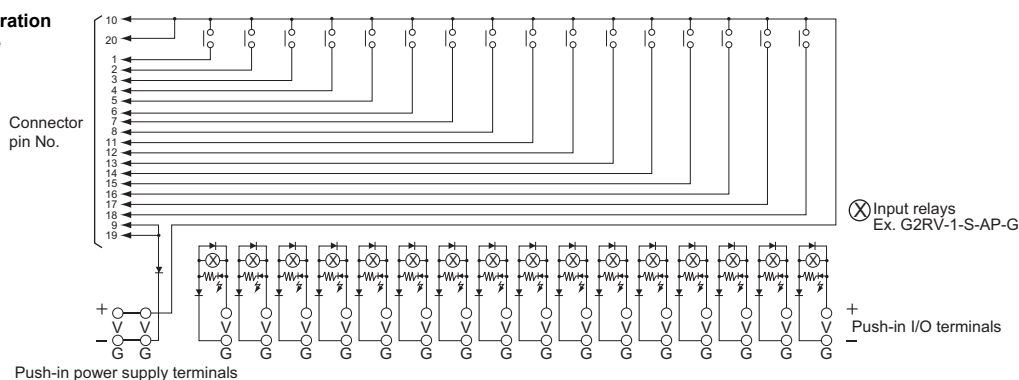 ration
10
20
1
2
3
4
5
6
7
8
11
12
13
14
15
16
17
18
9
19
Connector
pin No.
Input relays
Ex. G2RV-1-S-AP-G
+ V V
− G G
V V V V V V V V V V V V V V V V +
G G G G G G G G G G G G G G G G −
Push-in I/O terminals
Push-in power supply terminals